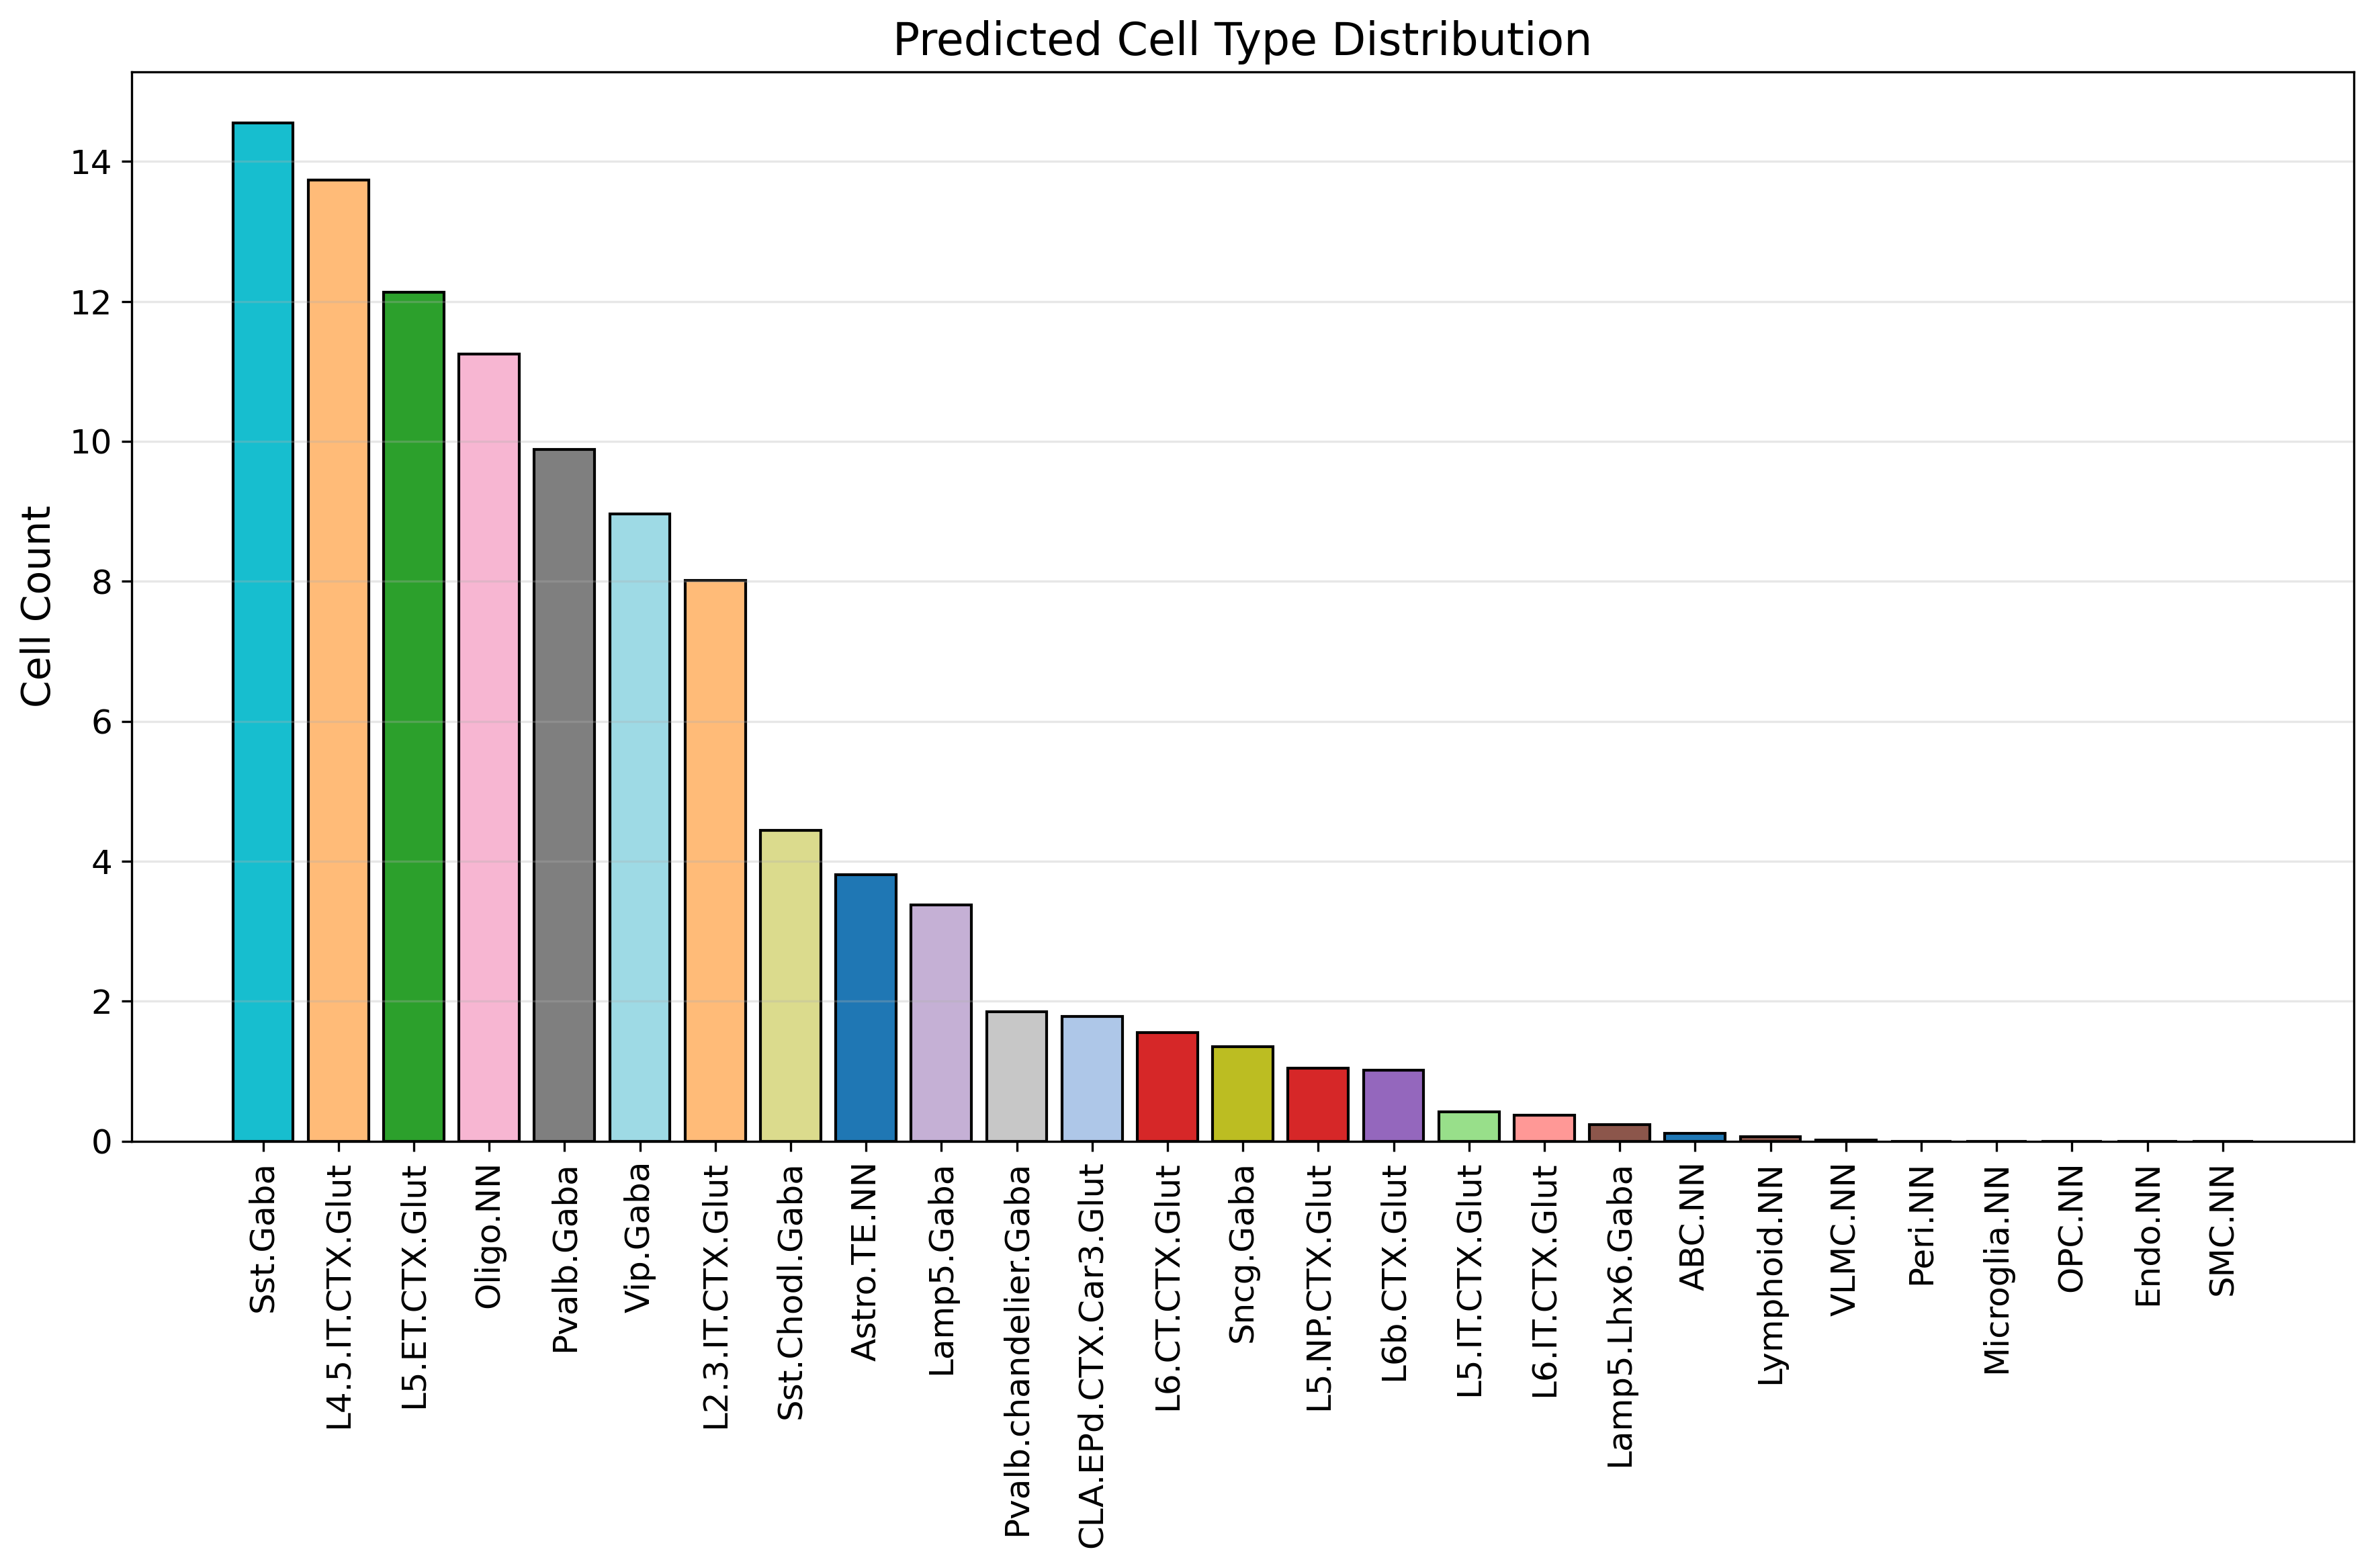 Predicted Cell Type Distribution
Cell Count
14
12
10
8
6
4
2
0
Sst.Gaba
L4.5.IT.CTX.Glut
L5.ET.CTX.Glut
Oligo.NN
Pvalb.Gaba
Vip.Gaba
L2.3.IT.CTX.Glut
Sst.Chodl.Gaba
Astro.TE.NN
Lamp5.Gaba
Pvalb.chandelier.Gaba
CLA.EPd.CTX.Car3.Glut
L6.CT.CTX.Glut
Sncg.Gaba
L5.NP.CTX.Glut
L6b.CTX.Glut
L5.IT.CTX.Glut
L6.IT.CTX.Glut
Lamp5.Lhx6.Gaba
ABC.NN
Lymphoid.NN
VLMC.NN
Peri.NN
Microglia.NN
OPC.NN
Endo.NN
SMC.NN